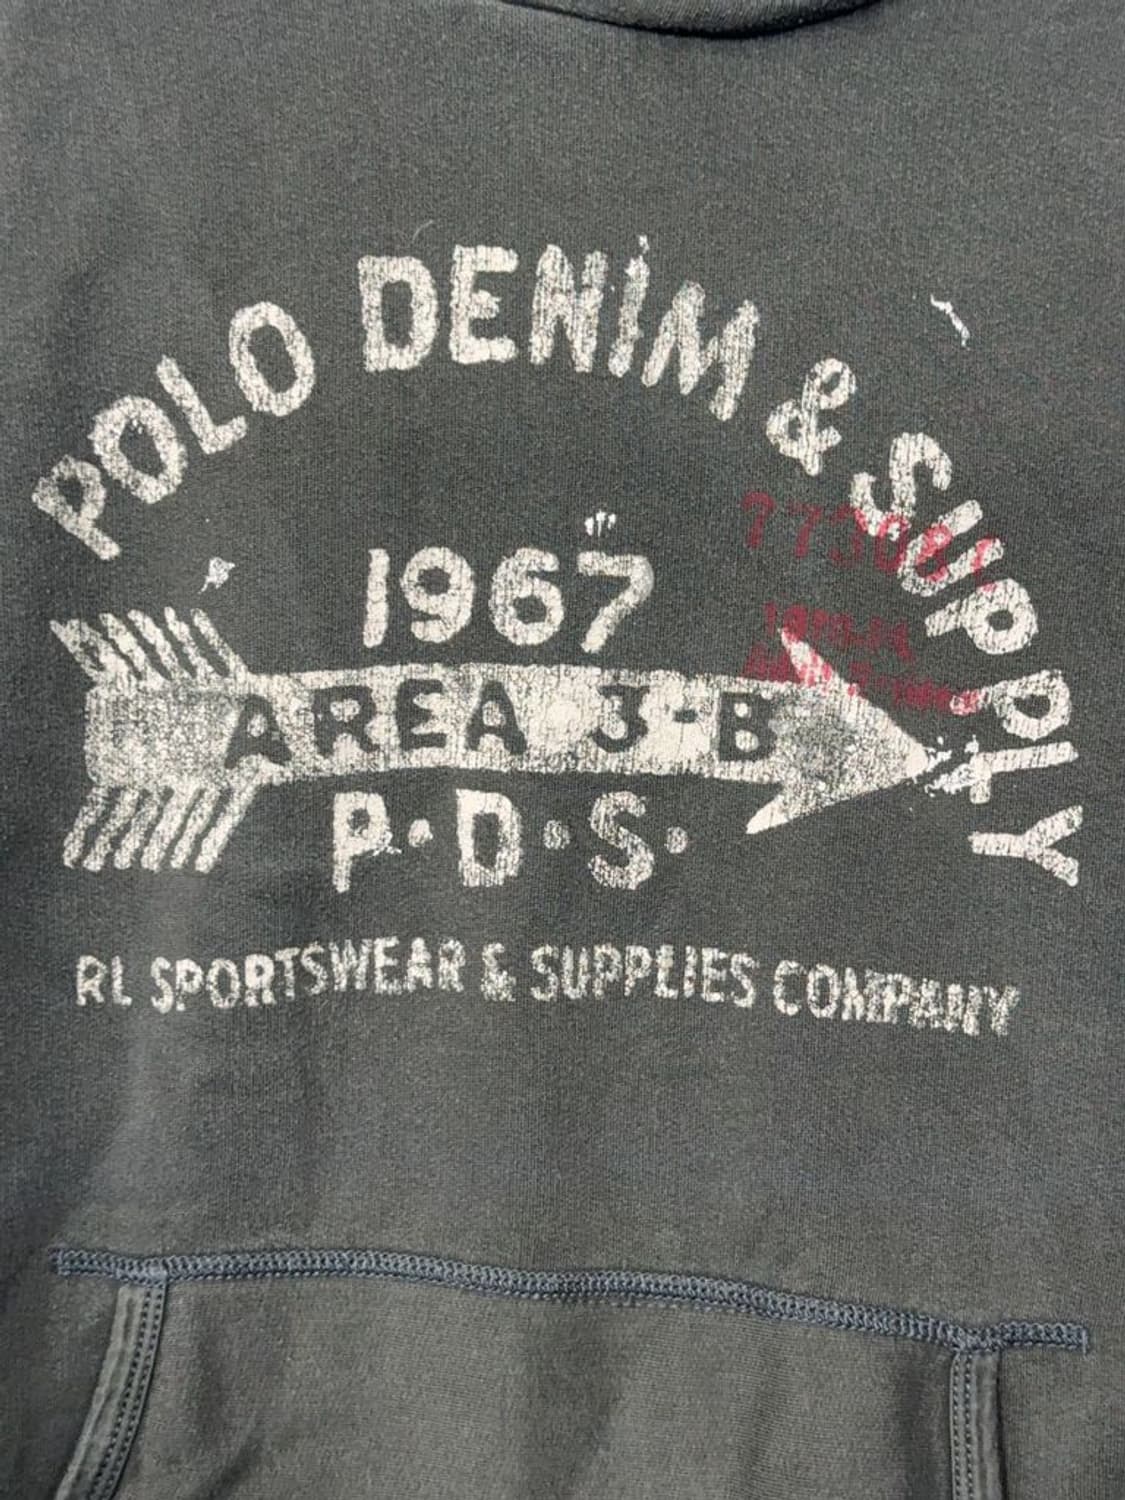 POLO DENIM & SUPPLY
1967
AREA 3-B
P·D·S·
RL SPORTSWEAR & SUPPLIES COMPANY